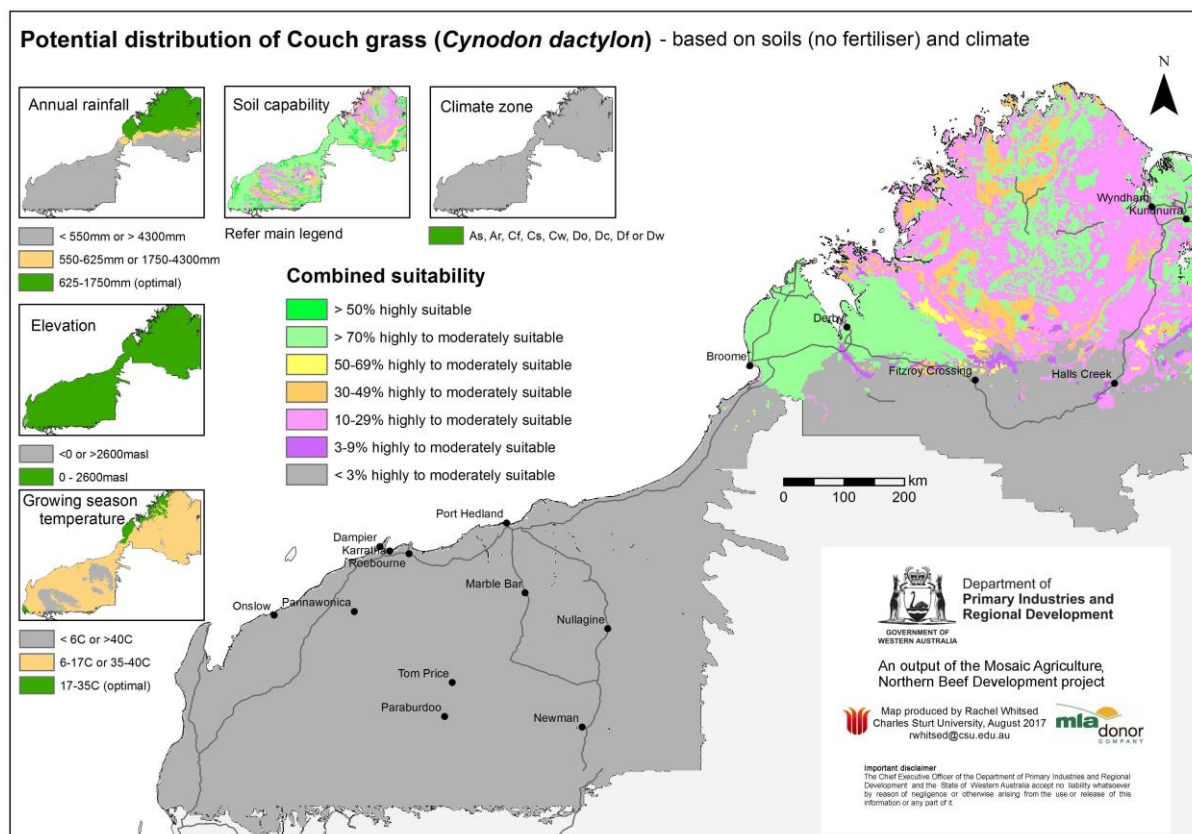 Potential distribution of Couch grass (Cynodon dactylon) - based on soils (no fertiliser) and climate
Annual rainfall
< 550mm or > 4300mm
550-625mm or 1750-4300mm
625-1750mm (optimal)
Soil capability
Refer main legend
Climate zone
As, Ar, Cf, Cs, Cw, Do, Dc, Df or Dw
Elevation
<0 or >2600masl
0 - 2600masl
Growing season
temperature
< 6C or >40C
6-17C or 35-40C
17-35C (optimal)
Combined suitability
> 50% highly suitable
> 70% highly to moderately suitable
50-69% highly to moderately suitable
30-49% highly to moderately suitable
10-29% highly to moderately suitable
3-9% highly to moderately suitable
< 3% highly to moderately suitable
N
Wyndham
Kununurra
Derby
Broome
Fitzroy Crossing
Halls Creek
km
0 50 100 200
Port Hedland
Dampier
Karratha
Roebourne
Marble Bar
Onslow
Pannawonica
Nullagine
Tom Price
Paraburdoo
Newman
GOVERNMENT OF
WESTERN AUSTRALIA
Department of
Primary Industries and
Regional Development
An output of the Mosaic Agriculture,
Northern Beef Development project
Map produced by Rachel Whitsed
Charles Sturt University, August 2017
rwhitsed@csu.edu.au
mla
donor
COMPANY
Important disclaimer
The Chief Executive Officer of the Department of Primary Industries and Regional
Development and the State of Western Australia accept no liability whatsoever
by reason of negligence or otherwise arising from the use or release of this
information or any part of it.